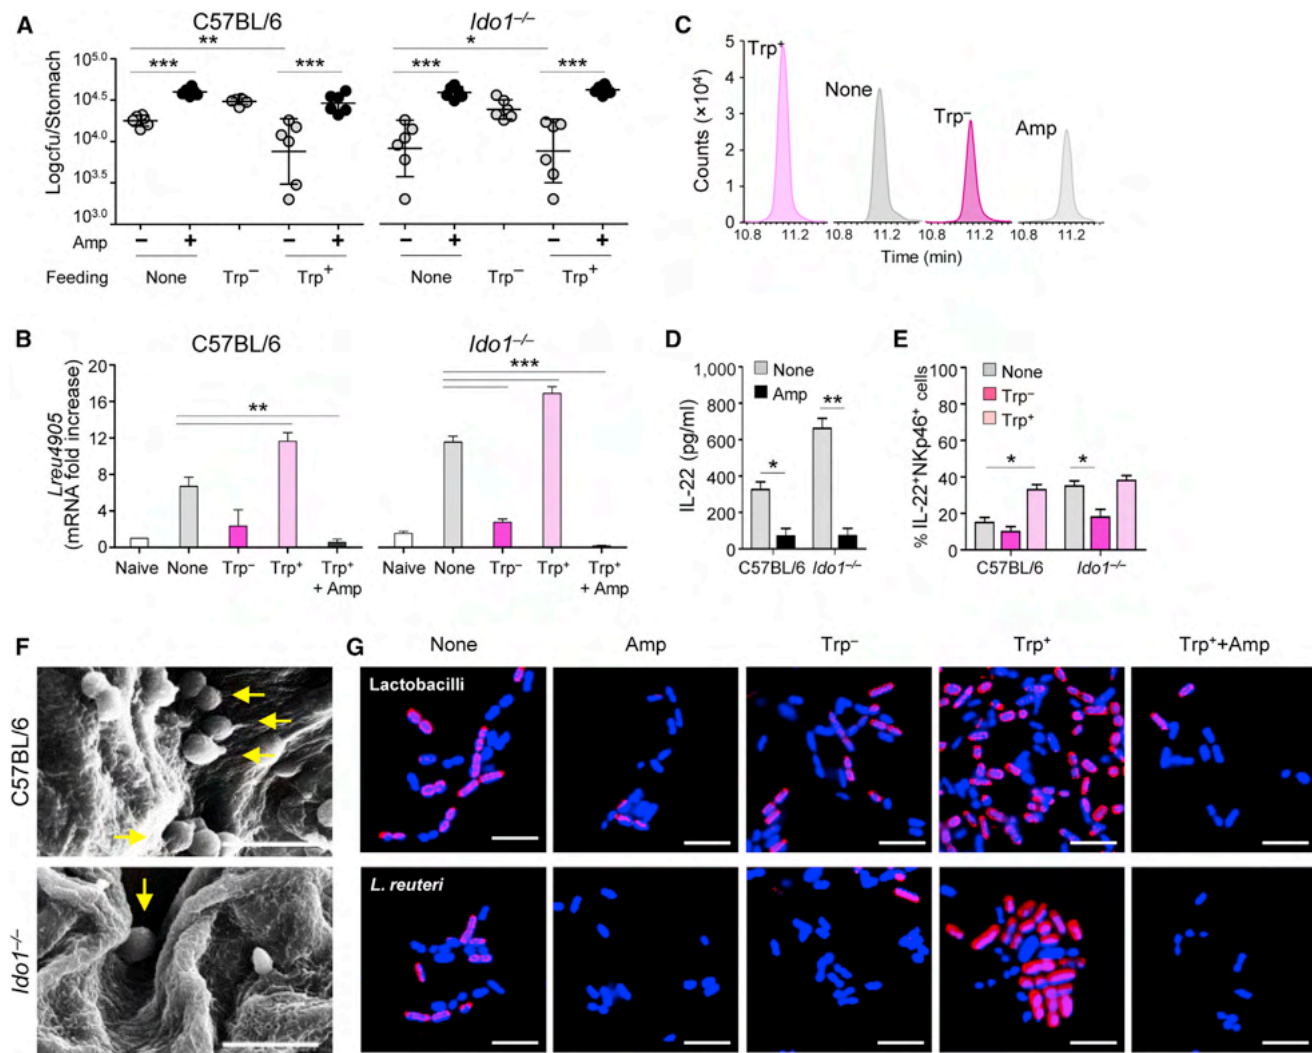 A
C57BL/6
Ido1−/−
Logcfu/Stomach
10^5.0
10^4.5
10^4.0
10^3.5
10^3.0
**
***
***
*
***
***
Amp
− + − + − + − +
Feeding
None Trp− Trp+ None Trp− Trp+
C
Counts (×10^4)
5
4
3
2
1
0
Trp+
None
Trp−
Amp
10.8 11.2 10.8 11.2 10.8 11.2 10.8 11.2
Time (min)
B
C57BL/6
Ido1−/−
Lreu4905
(mRNA fold increase)
20
16
12
8
4
0
**
***
Naive None Trp− Trp+ Trp+
+ Amp
Naive None Trp− Trp+ Trp+
+ Amp
D
IL-22 (pg/ml)
1,000
800
600
400
200
0
None
Amp
*
**
C57BL/6 Ido1−/−
E
% IL-22+NKp46+ cells
100
80
60
40
20
0
None
Trp−
Trp+
*
*
C57BL/6 Ido1−/−
F
C57BL/6
Ido1−/−
G
None Amp Trp− Trp+ Trp++Amp
Lactobacilli
L. reuteri